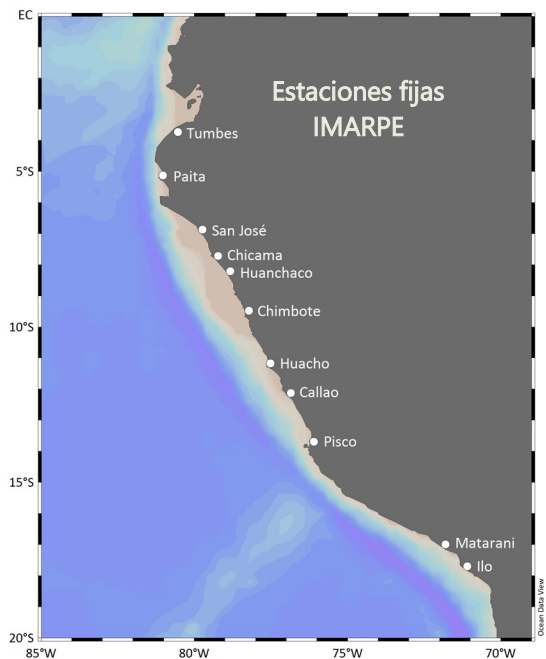 EC
Estaciones fijas
IMARPE
Tumbes
5°S
Paita
San José
Chicama
Huanchaco
Chimbote
10°S
Huacho
Callao
Pisco
15°S
Matarani
Ilo
Ocean Data View
20°S
85°W
80°W
75°W
70°W